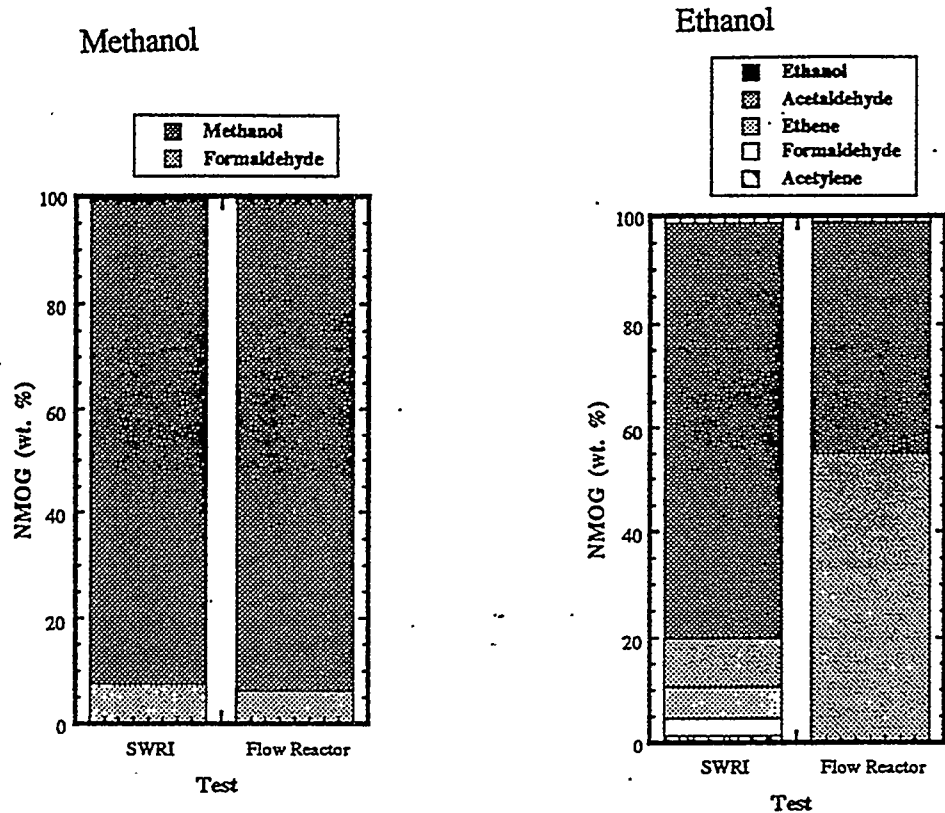 Methanol
Methanol
Formaldehyde
100
80
60
40
20
0
NMOG (wt. %)
SWRI
Flow Reactor
Test
Ethanol
Ethanol
Acetaldehyde
Ethene
Formaldehyde
Acetylene
100
80
60
40
20
0
NMOG (wt. %)
SWRI
Flow Reactor
Test